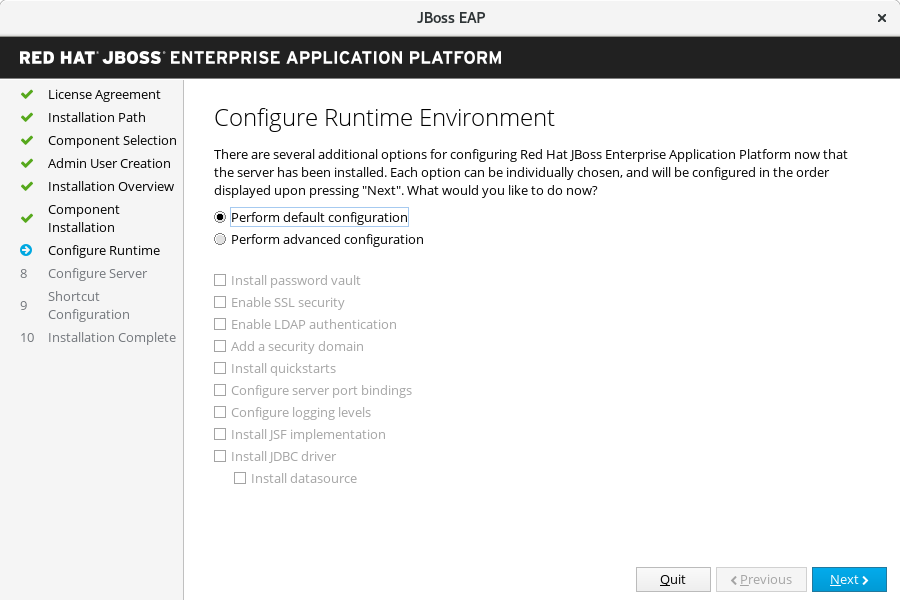 JBoss EAP
RED HAT JBOSS ENTERPRISE APPLICATION PLATFORM
License Agreement
Installation Path
Component Selection
Admin User Creation
Installation Overview
Component
Installation
Configure Runtime
8 Configure Server
9 Shortcut
Configuration
10 Installation Complete
Configure Runtime Environment
There are several additional options for configuring Red Hat JBoss Enterprise Application Platform now that
the server has been installed. Each option can be individually chosen, and will be configured in the order
displayed upon pressing "Next". What would you like to do now?
Perform default configuration
Perform advanced configuration
Install password vault
Enable SSL security
Enable LDAP authentication
Add a security domain
Install quickstarts
Configure server port bindings
Configure logging levels
Install JSF implementation
Install JDBC driver
Install datasource
Quit
Previous
Next